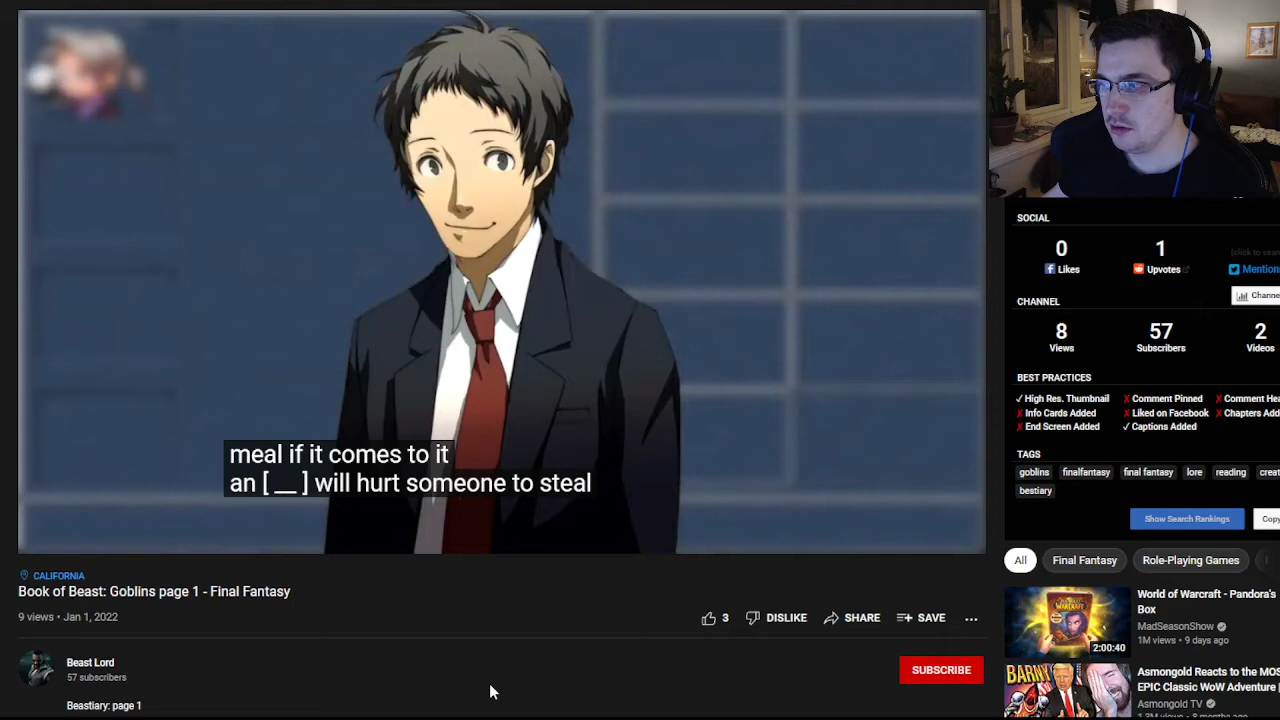 meal if it comes to it
an [ __ ] will hurt someone to steal
CALIFORNIA
Book of Beast: Goblins page 1 - Final Fantasy
9 views • Jan 1, 2022
3 DISLIKE SHARE SAVE ...
Beast Lord
57 subscribers
SUBSCRIBE
Beastiary: page 1
SOCIAL
0 1 (click to sear
Likes Upvotes Mention
Channe
CHANNEL
8 57 2
Views Subscribers Videos
BEST PRACTICES
✓ High Res. Thumbnail ✗ Comment Pinned ✗ Comment Hea
✗ Info Cards Added ✗ Liked on Facebook ✗ Chapters Add
✗ End Screen Added ✓ Captions Added
TAGS
goblins finalfantasy final fantasy lore reading creat
bestiary
Show Search Rankings Copy
All Final Fantasy Role-Playing Games
World of Warcraft - Pandora's
Box
MadSeasonShow
1M views • 9 days ago
2:00:40
BARNY
Asmongold Reacts to the MOS
EPIC Classic WoW Adventure |
Asmongold TV